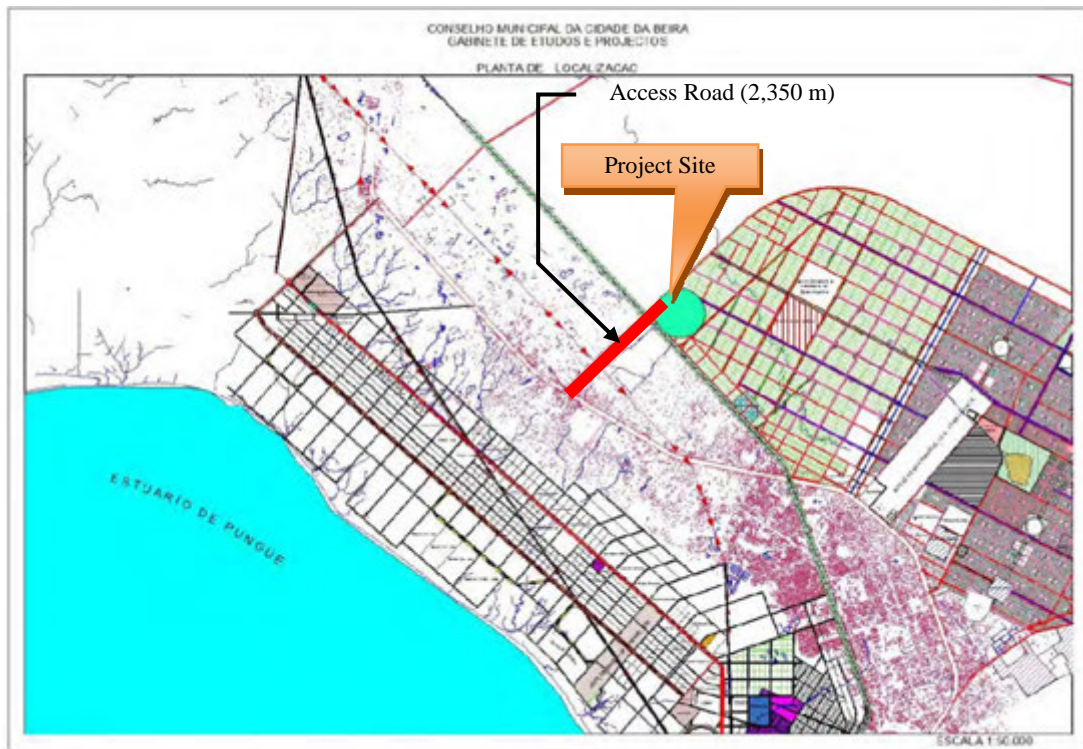 CONSELHO MUNICIPAL DA CIDADE DA BEIRA
GABINETE DE ETUDOS E PROJECTOS
PLANTA DE LOCALIZACAO
Access Road (2,350 m)
Project Site
ESTUARIO DE PUNGUE
ESCALA 1:50,000